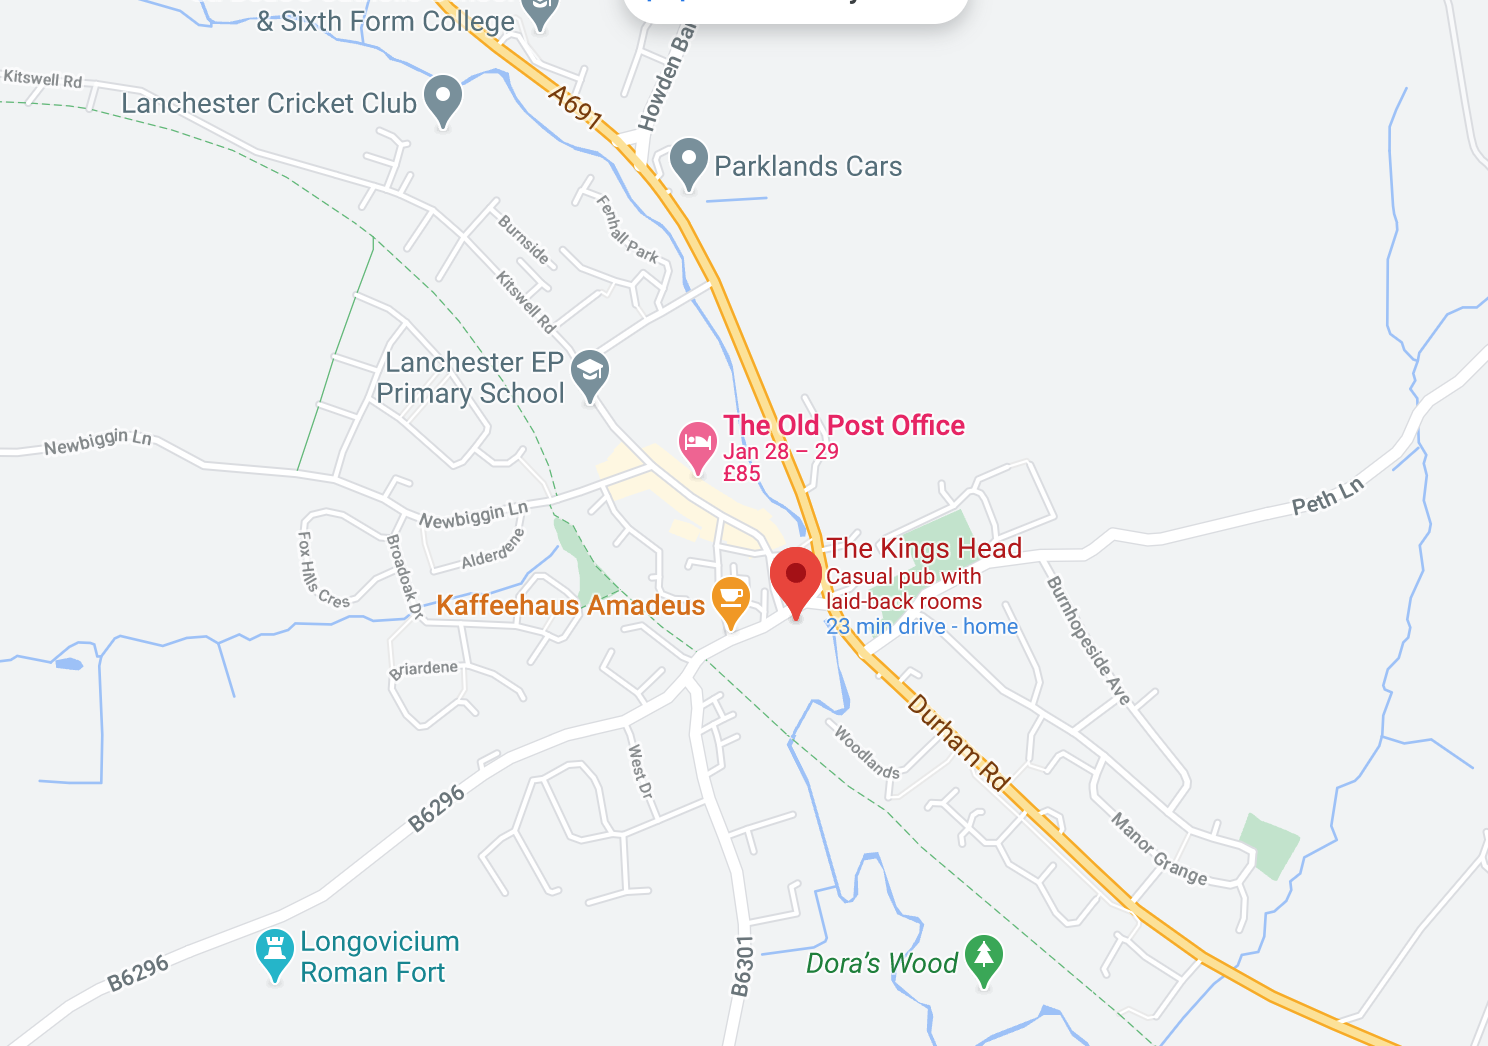 & Sixth Form College
Kitswell Rd
Lanchester Cricket Club
A691
Howden Ba
Parklands Cars
Fenhall Park
Burnside
Kitswell Rd
Lanchester EP
Primary School
The Old Post Office
Jan 28 – 29
£85
Newbiggin Ln
Newbiggin Ln
Peth Ln
Alderdene
Fox Hills Cres
Broadoak Dr
The Kings Head
Casual pub with
laid-back rooms
23 min drive - home
Kaffeehaus Amadeus
Burnhopeside Ave
Briardene
Durham Rd
Woodlands
West Dr
B6296
Manor Grange
Longovicium
Roman Fort
B6296
B6301
Dora's Wood